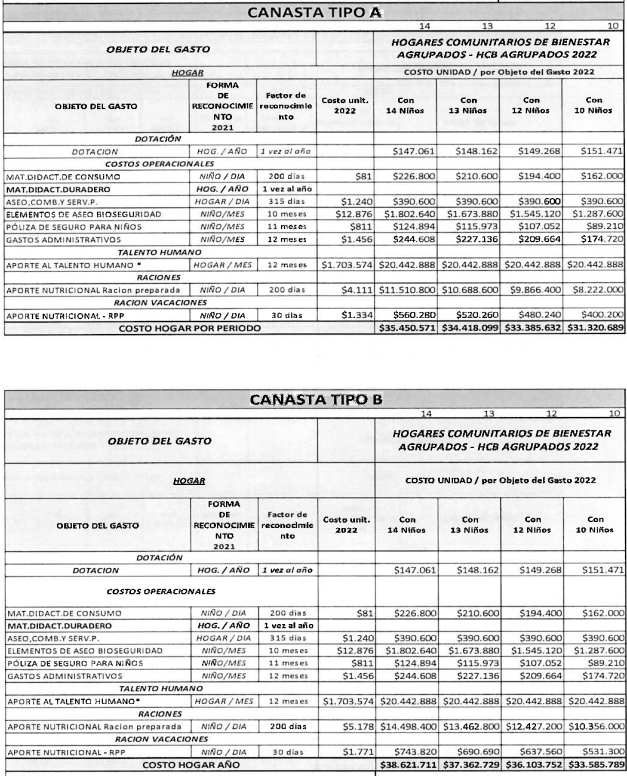 CANASTA TIPO A
14 13 12 10
OBJETO DEL GASTO
HOGARES COMUNITARIOS DE BIENESTAR
AGRUPADOS - HCB AGRUPADOS 2022
HOGAR
COSTO UNIDAD / por Objeto del Gasto 2022
OBJETO DEL GASTO
FORMA
DE
RECONOCIMIE
NTO
2021
Factor de
reconocimie
nto
Costo unit.
2022
Con
14 Niños
Con
13 Niños
Con
12 Niños
Con
10 Niños
DOTACIÓN
DOTACION HOG. / AÑO 1 vez al año $147.061 $148.162 $149.268 $151.471
COSTOS OPERACIONALES
MAT.DIDACT.DE CONSUMO NIÑO / DIA 200 días $81 $226.800 $210.600 $194.400 $162.000
MAT.DIDACT.DURADERO HOG. / AÑO 1 vez al año
ASEO,COMB.Y SERV.P. HOGAR / DIA 315 días $1.240 $390.600 $390.600 $390.600 $390.600
ELEMENTOS DE ASEO BIOSEGURIDAD NIÑO/MES 10 meses $12.876 $1.802.640 $1.673.880 $1.545.120 $1.287.600
PÓLIZA DE SEGURO PARA NIÑOS NIÑO/MES 11 meses $811 $124.894 $115.973 $107.052 $89.210
GASTOS ADMINISTRATIVOS NIÑO/MES 12 meses $1.456 $244.608 $227.136 $209.664 $174.720
TALENTO HUMANO
APORTE AL TALENTO HUMANO * HOGAR / MES 12 meses $1.703.574 $20.442.888 $20.442.888 $20.442.888 $20.442.888
RACIONES
APORTE NUTRICIONAL Racion preparada NIÑO / DIA 200 días $4.111 $11.510.800 $10.688.600 $9.866.400 $8.222.000
RACION VACACIONES
APORTE NUTRICIONAL - RPP NIÑO / DIA 30 días $1.334 $560.280 $520.260 $480.240 $400.200
COSTO HOGAR POR PERIODO $35.450.571 $34.418.099 $33.385.632 $31.320.689
CANASTA TIPO B
14 13 12 10
OBJETO DEL GASTO
HOGARES COMUNITARIOS DE BIENESTAR
AGRUPADOS - HCB AGRUPADOS 2022
HOGAR
COSTO UNIDAD / por Objeto del Gasto 2022
OBJETO DEL GASTO
FORMA
DE
RECONOCIMIE
NTO
2021
Factor de
reconocimie
nto
Costo unit.
2022
Con
14 Niños
Con
13 Niños
Con
12 Niños
Con
10 Niños
DOTACIÓN
DOTACION HOG. / AÑO 1 vez al año $147.061 $148.162 $149.268 $151.471
COSTOS OPERACIONALES
MAT.DIDACT.DE CONSUMO NIÑO / DIA 200 días $81 $226.800 $210.600 $194.400 $162.000
MAT.DIDACT.DURADERO HOG. / AÑO 1 vez al año
ASEO,COMB.Y SERV.P. HOGAR / DIA 315 días $1.240 $390.600 $390.600 $390.600 $390.600
ELEMENTOS DE ASEO BIOSEGURIDAD NIÑO/MES 10 meses $12.876 $1.802.640 $1.673.880 $1.545.120 $1.287.600
PÓLIZA DE SEGURO PARA NIÑOS NIÑO/MES 11 meses $811 $124.894 $115.973 $107.052 $89.210
GASTOS ADMINISTRATIVOS NIÑO/MES 12 meses $1.456 $244.608 $227.136 $209.664 $174.720
TALENTO HUMANO
APORTE AL TALENTO HUMANO* HOGAR / MES 12 meses $1.703.574 $20.442.888 $20.442.888 $20.442.888 $20.442.888
RACIONES
APORTE NUTRICIONAL Racion preparada NIÑO / DIA 200 días $5.178 $14.498.400 $13.462.800 $12.427.200 $10.356.000
RACION VACACIONES
APORTE NUTRICIONAL - RPP NIÑO / DIA 30 días $1.771 $743.820 $690.690 $637.560 $531.300
COSTO HOGAR AÑO $38.621.711 $37.362.729 $36.103.752 $33.585.789